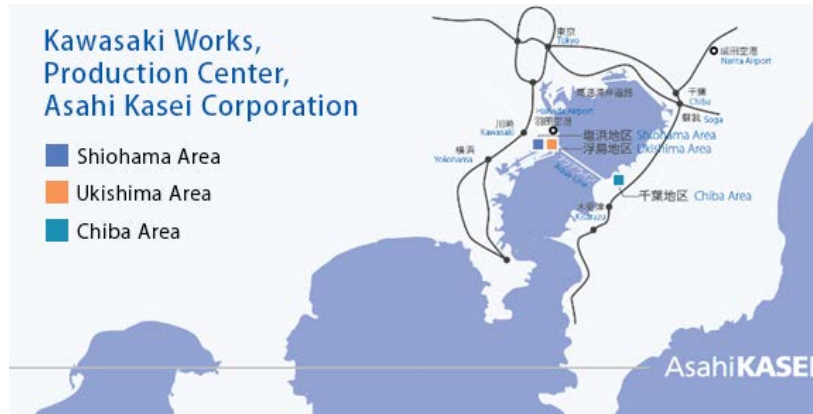 Kawasaki Works,
Production Center,
Asahi Kasei Corporation
Shiohama Area
Ukishima Area
Chiba Area
東京
Tokyo
成田空港
Narita Airport
千葉
Chiba
蘇我
Soga
Haneda Airport
羽田空港
川崎
Kawasaki
横浜
Yokohama
塩浜地区 Shiohama Area
浮島地区 Ukishima Area
千葉地区 Chiba Area
木更津
Kisarazu
AsahiKASEI